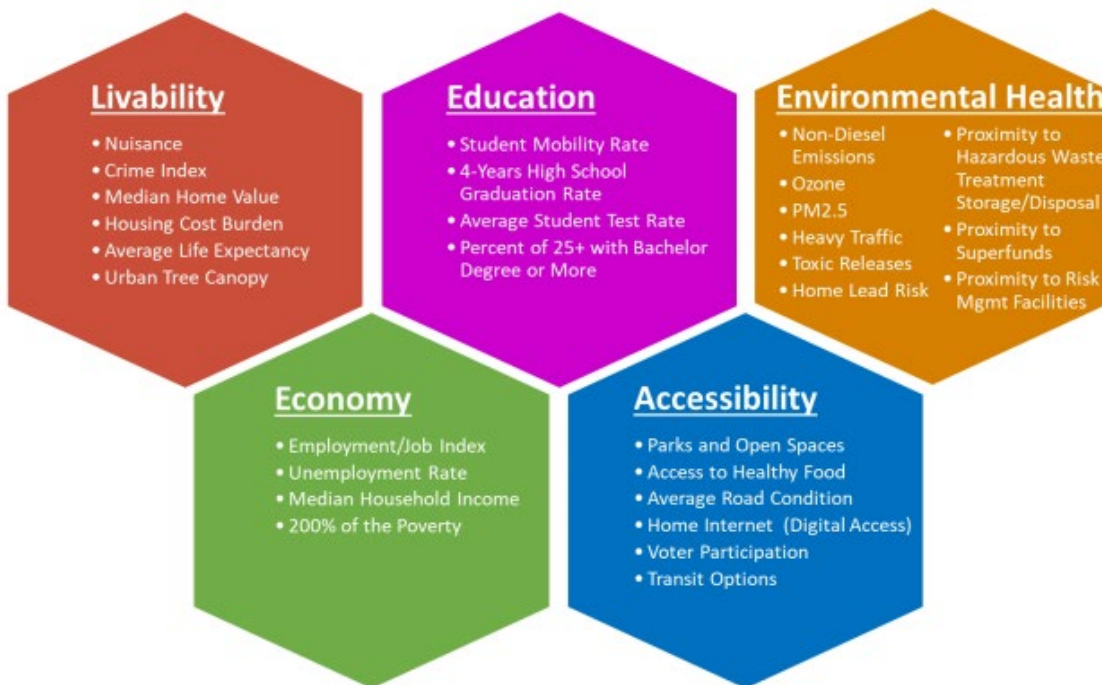 Livability
• Nuisance
• Crime Index
• Median Home Value
• Housing Cost Burden
• Average Life Expectancy
• Urban Tree Canopy
Education
• Student Mobility Rate
• 4-Years High School
Graduation Rate
• Average Student Test Rate
• Percent of 25+ with Bachelor
Degree or More
Environmental Health
• Non-Diesel
Emissions
• Ozone
• PM2.5
• Heavy Traffic
• Toxic Releases
• Home Lead Risk
• Proximity to
Hazardous Waste
Treatment
Storage/Disposal
• Proximity to
Superfunds
• Proximity to Risk
Mgmt Facilities
Economy
• Employment/Job Index
• Unemployment Rate
• Median Household Income
• 200% of the Poverty
Accessibility
• Parks and Open Spaces
• Access to Healthy Food
• Average Road Condition
• Home Internet (Digital Access)
• Voter Participation
• Transit Options